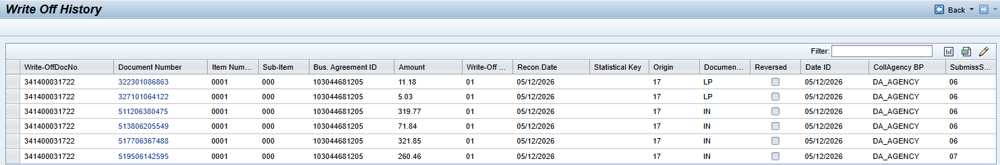 Write Off History
Back
Filter:
Write-OffDocNo. Document Number Item Num... Sub-Item Bus. Agreement ID Amount Write-Off ... Recon.Date Statistical Key Origin Documen... Reversed Date ID CollAgency BP SubmissS...
341400031722 322301086863 0001 000 103044681205 11.18 01 05/12/2026 17 LP 05/12/2026 DA_AGENCY 06
341400031722 327101064122 0001 000 103044681205 5.03 01 05/12/2026 17 LP 05/12/2026 DA_AGENCY 06
341400031722 511206380475 0001 000 103044681205 319.77 01 05/12/2026 17 IN 05/12/2026 DA_AGENCY 06
341400031722 513806205549 0001 000 103044681205 71.84 01 05/12/2026 17 IN 05/12/2026 DA_AGENCY 06
341400031722 517706367488 0001 000 103044681205 321.85 01 05/12/2026 17 IN 05/12/2026 DA_AGENCY 06
341400031722 519506142595 0001 000 103044681205 260.46 01 05/12/2026 17 IN 05/12/2026 DA_AGENCY 07